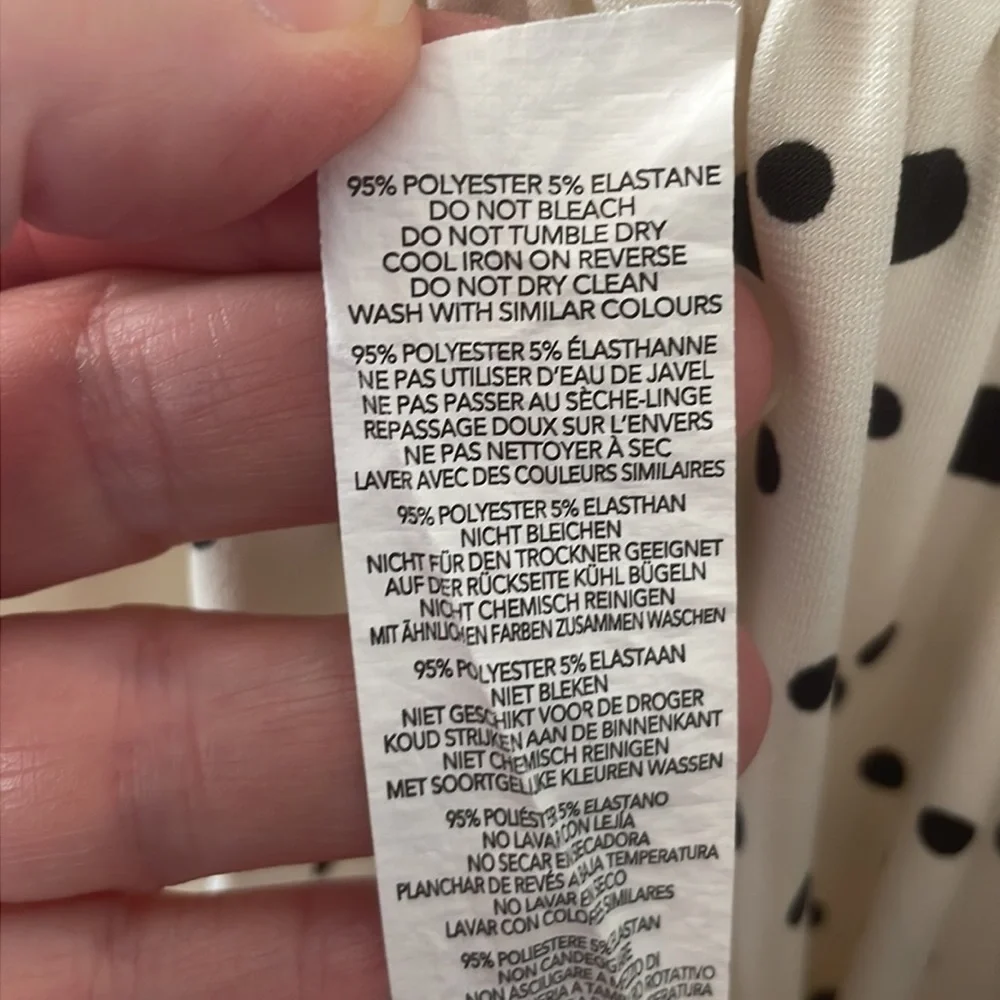 95% POLYESTER 5% ELASTANE
DO NOT BLEACH
DO NOT TUMBLE DRY
COOL IRON ON REVERSE
DO NOT DRY CLEAN
WASH WITH SIMILAR COLOURS
95% POLYESTER 5% ÉLASTHANNE
NE PAS UTILISER D'EAU DE JAVEL
NE PAS PASSER AU SÈCHE-LINGE
REPASSAGE DOUX SUR L'ENVERS
NE PAS NETTOYER À SEC
LAVER AVEC DES COULEURS SIMILAIRES
95% POLYESTER 5% ELASTHAN
NICHT BLEICHEN
NICHT FÜR DEN TROCKNER GEEIGNET
AUF DER RÜCKSEITE KÜHL BÜGELN
NICHT CHEMISCH REINIGEN
MIT ÄHNLICHEN FARBEN ZUSAMMEN WASCHEN
95% POLYESTER 5% ELASTAAN
NIET BLEKEN
NIET GESCHIKT VOOR DE DROGER
KOUD STRIJKEN AAN DE BINNENKANT
NIET CHEMISCH REINIGEN
MET SOORTGELIJKE KLEUREN WASSEN
95% POLIÉSTER 5% ELASTANO
NO LAVAR CON LEJÍA
NO SECAR EN SECADORA
PLANCHAR DE REVÉS A BAJA TEMPERATURA
NO LAVAR EN SECO
LAVAR CON COLORES SIMILARES
95% POLIESTERE 5% ELASTAN
NON CANDEGGIARE
NON ASCIUGARE A MEZZO DI
ROTATIVO